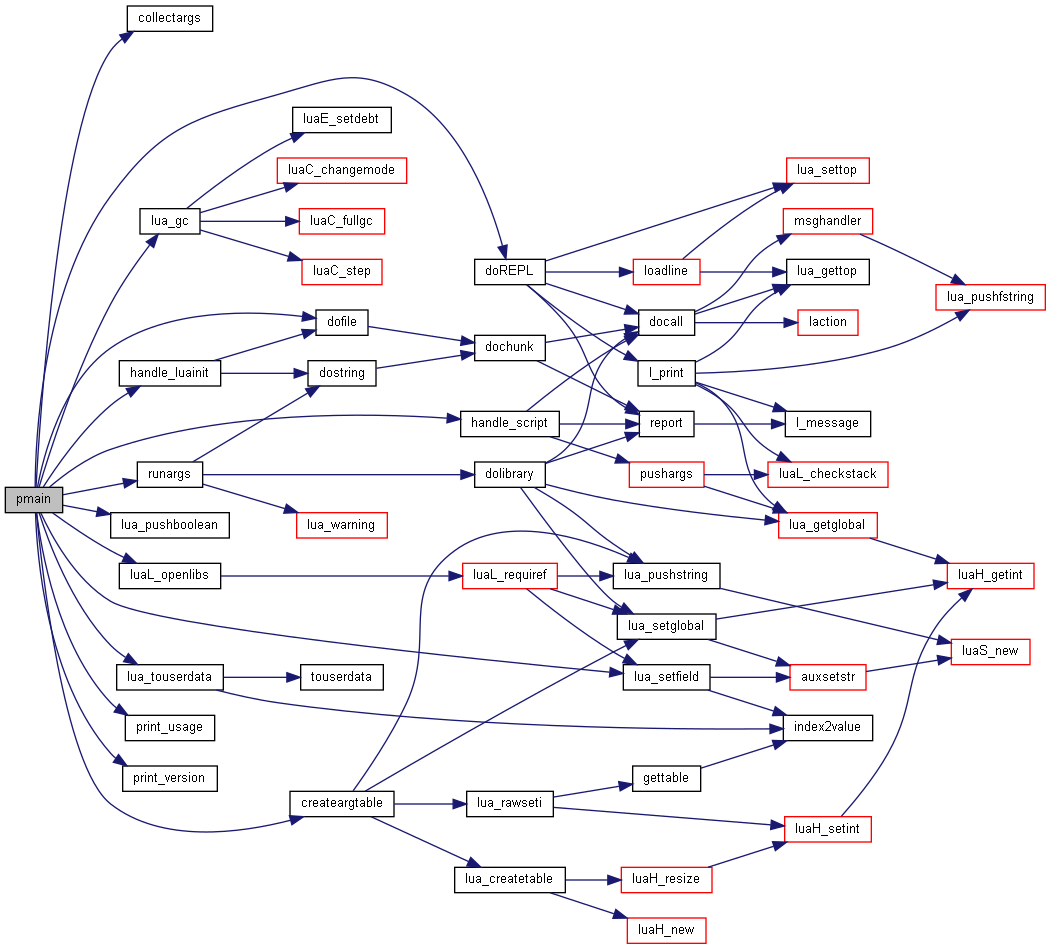 collectargs
luaE_setdebt
luaC_changemode
lua_settop
lua_gc
luaC_fullgc
msghandler
luaC_step
doREPL
loadline
lua_gettop
lua_pushfstring
dofile
docall
laction
dochunk
handle_luainit
dostring
l_print
handle_script
report
l_message
runargs
dolibrary
pushargs
luaL_checkstack
pmain
lua_pushboolean
lua_warning
lua_getglobal
luaL_openlibs
luaL_requiref
lua_pushstring
luaH_getint
lua_setglobal
luaS_new
lua_touserdata
touserdata
lua_setfield
auxsetstr
print_usage
index2value
print_version
gettable
createargtable
lua_rawseti
luaH_setint
lua_createtable
luaH_resize
luaH_new